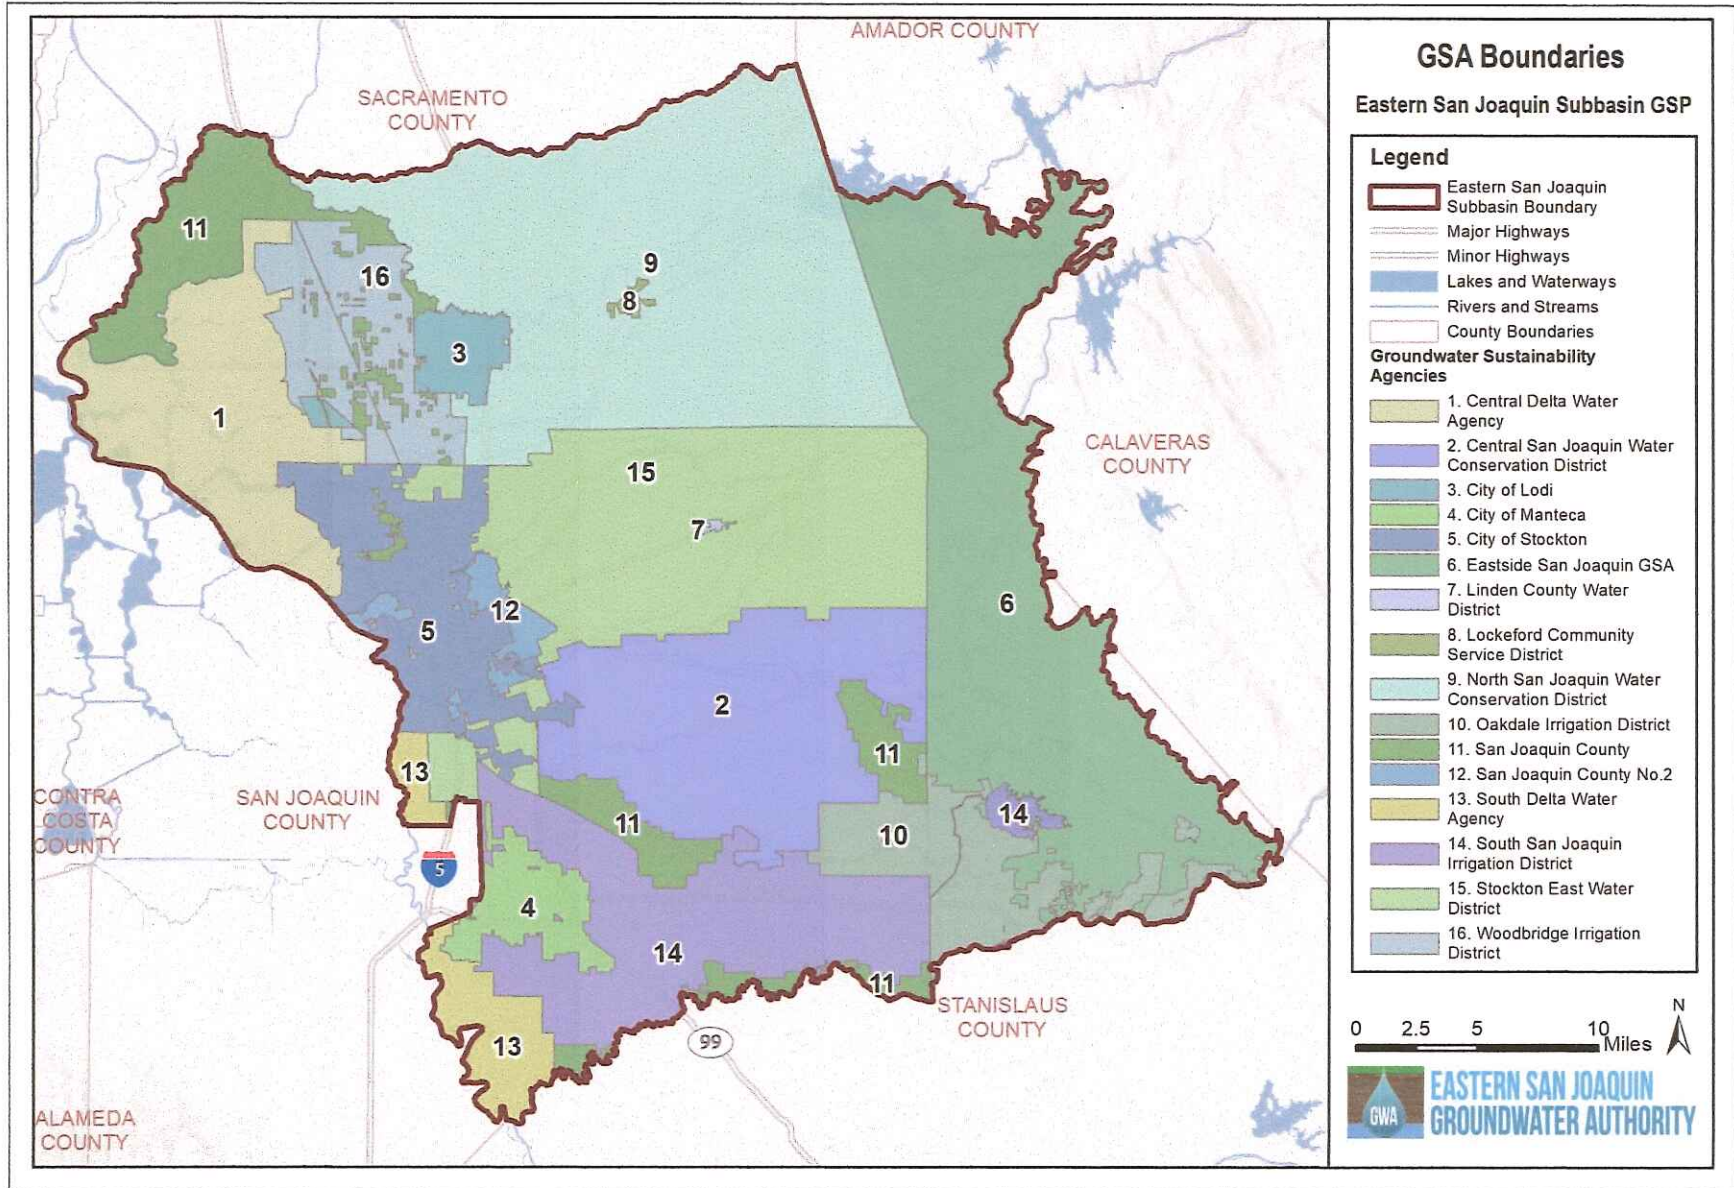 AMADOR COUNTY
SACRAMENTO
COUNTY
11
16
9
8
3
1
15
CALAVERAS
COUNTY
7
12
6
5
2
11
13
CONTRA
COSTA
COUNTY
SAN JOAQUIN
COUNTY
14
11
10
5
4
14
11
STANISLAUS
COUNTY
13
99
ALAMEDA
COUNTY
GSA Boundaries
Eastern San Joaquin Subbasin GSP
Legend
Eastern San Joaquin
Subbasin Boundary
Major Highways
Minor Highways
Lakes and Waterways
Rivers and Streams
County Boundaries
Groundwater Sustainability
Agencies
1. Central Delta Water
Agency
2. Central San Joaquin Water
Conservation District
3. City of Lodi
4. City of Manteca
5. City of Stockton
6. Eastside San Joaquin GSA
7. Linden County Water
District
8. Lockeford Community
Service District
9. North San Joaquin Water
Conservation District
10. Oakdale Irrigation District
11. San Joaquin County
12. San Joaquin County No.2
13. South Delta Water
Agency
14. South San Joaquin
Irrigation District
15. Stockton East Water
District
16. Woodbridge Irrigation
District
N
0 2.5 5 10
Miles
GWA
EASTERN SAN JOAQUIN
GROUNDWATER AUTHORITY